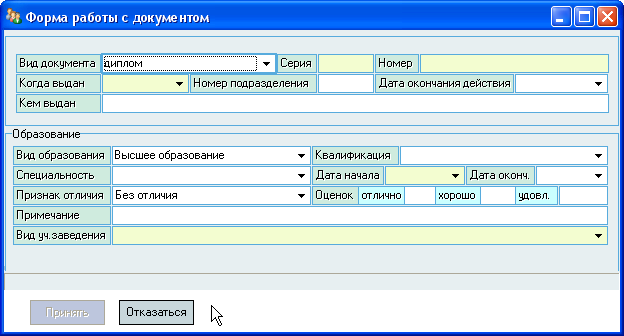 Форма работы с документом
Вид документа диплом Серия Номер
Когда выдан Номер подразделения Дата окончания действия
Кем выдан
Образование
Вид образования Высшее образование Квалификация
Специальность Дата начала Дата оконч.
Признак отличия Без отличия Оценок отлично хорошо удовл.
Примечание
Вид уч.заведения
Принять Отказаться